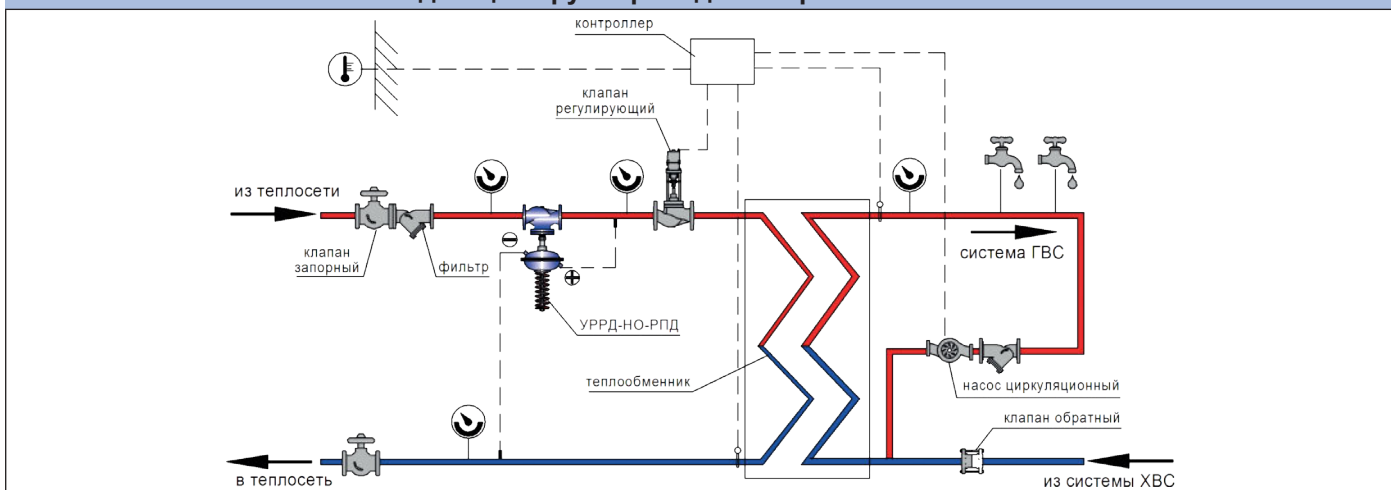 контроллер
клапан
регулирующий
из теплосети
клапан
запорный
фильтр
УРРД-НО-РПД
система ГВС
теплообменник
насос циркуляционный
клапан обратный
в теплосеть
из системы ХВС